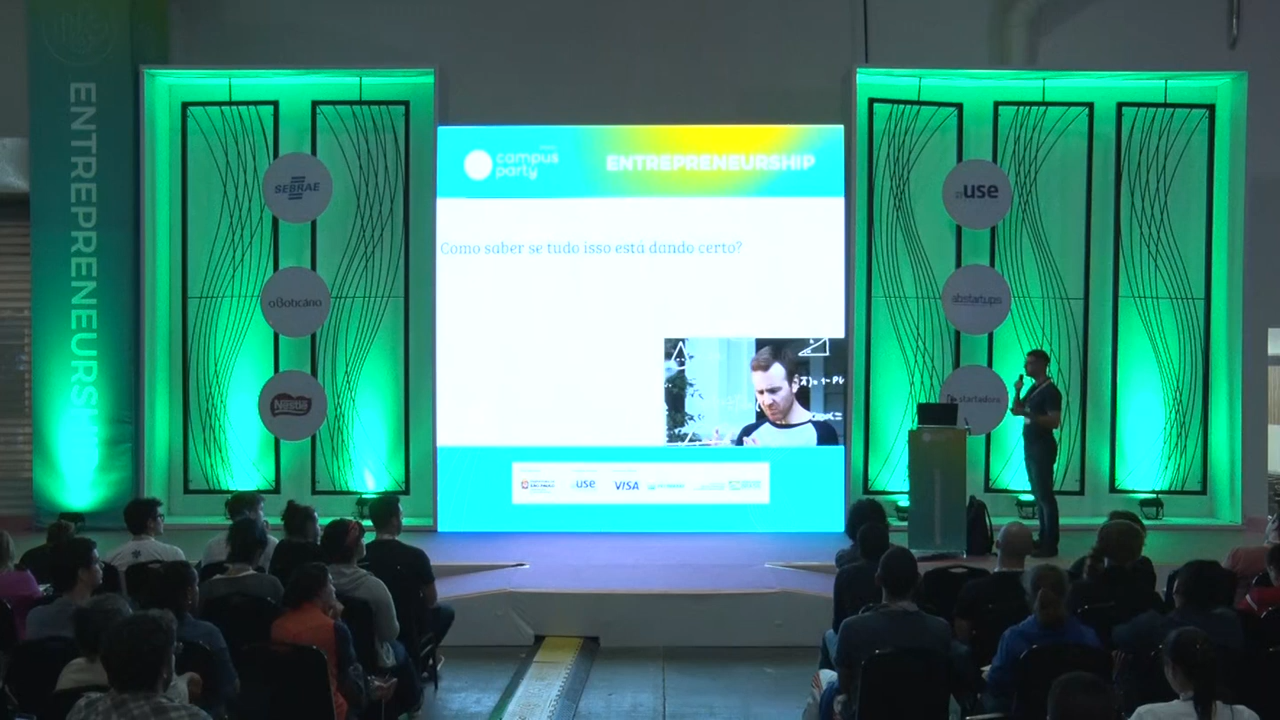 ENTREPRENEURSHIP
SEBRAE
oBoticário
Nestlé
campus
party
ENTREPRENEURSHIP
Como saber se tudo isso está dando certo?
use
VISA
use
abstartups
startadora